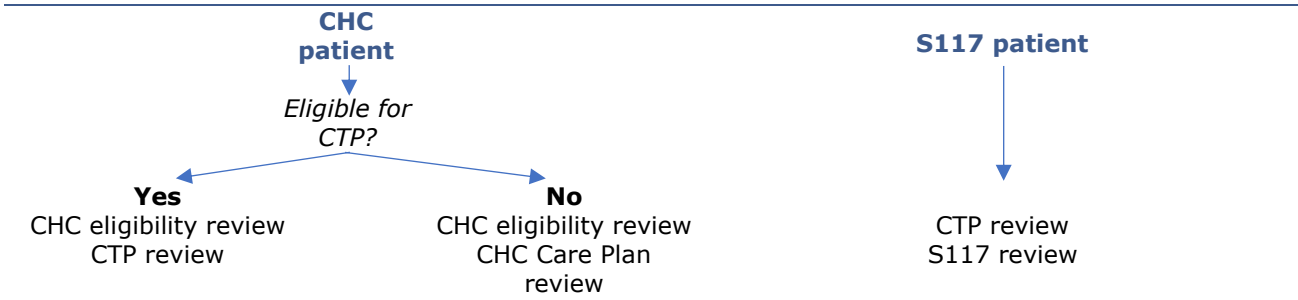 CHC
patient
Eligible for
CTP?
Yes
CHC eligibility review
CTP review
No
CHC eligibility review
CHC Care Plan
review
S117 patient
CTP review
S117 review